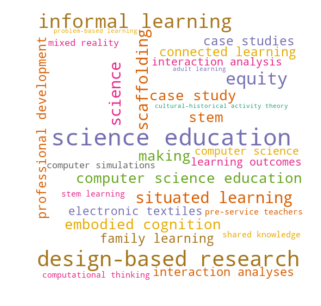 informal learning
problem-based learning
mixed reality
case studies
connected learning
interaction analysis
adult learning
professional development
science
scaffolding
equity
case study
cultural-historical activity theory
stem
science education
making
computer science
learning outcomes
computer simulations
computer science education
stem learning
situated learning
electronic textiles
pre-service teachers
embodied cognition
family learning
shared knowledge
design-based research
computational thinking
interaction analyses